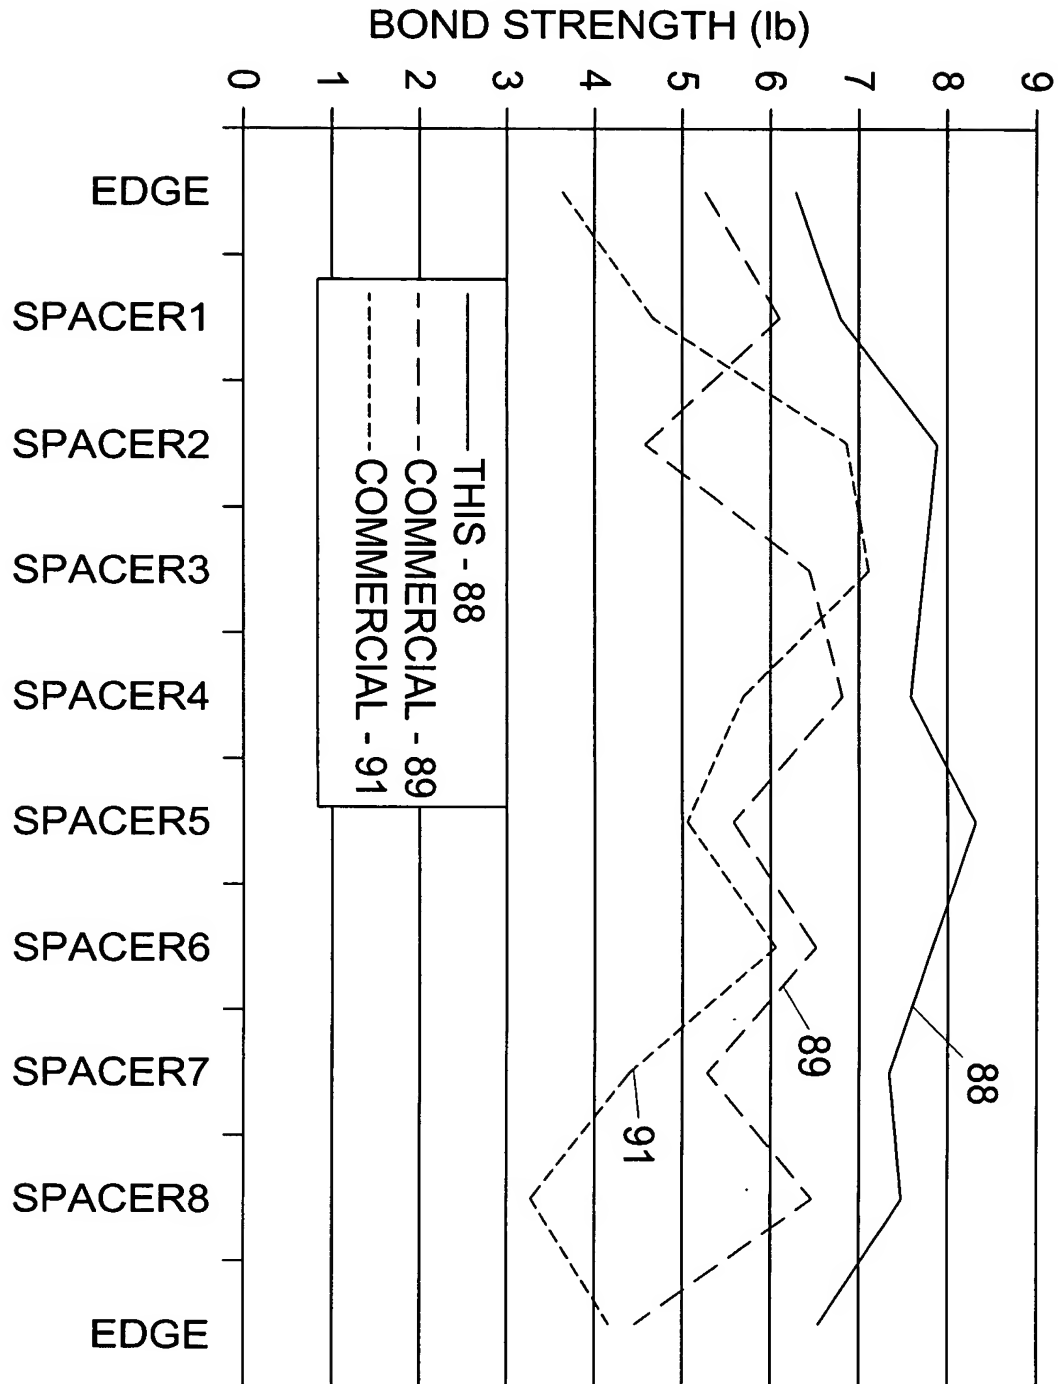 BOND STRENGTH (lb)
0
1
2
3
4
5
6
7
8
9
EDGE
SPACER1
SPACER2
SPACER3
SPACER4
SPACER5
SPACER6
SPACER7
SPACER8
EDGE
THIS - 88
COMMERCIAL - 89
COMMERCIAL - 91
88
89
91